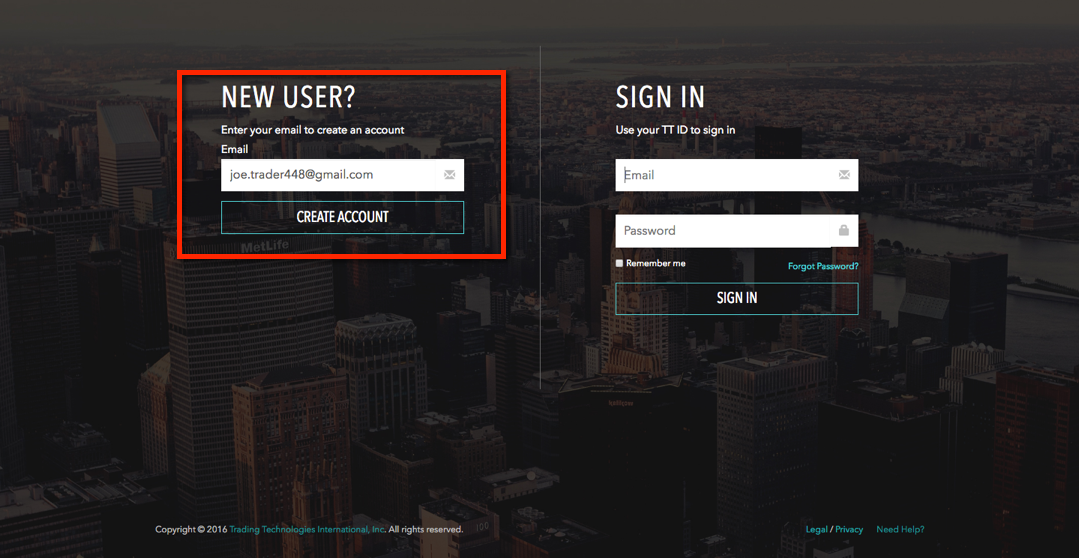 NEW USER?
Enter your email to create an account
Email
joe.trader448@gmail.com
CREATE ACCOUNT
SIGN IN
Use your TT ID to sign in
Email
Password
Remember me
Forgot Password?
SIGN IN
MetLife
MetLife
100
Copyright © 2016 Trading Technologies International, Inc. All rights reserved.
Legal / Privacy
Need Help?